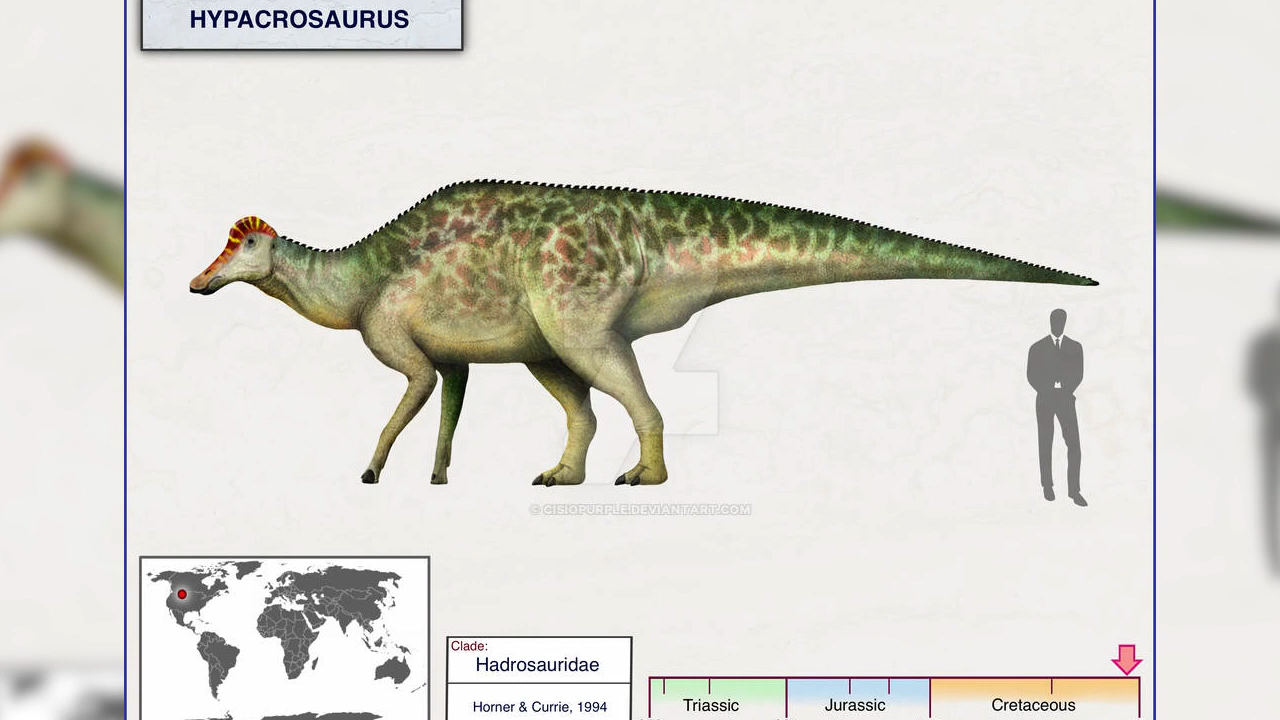 HYPACROSAURUS
© CISIOPURPLE.DEVIANTART.COM
Clade:
Hadrosauridae
Horner & Currie, 1994
Triassic
Jurassic
Cretaceous